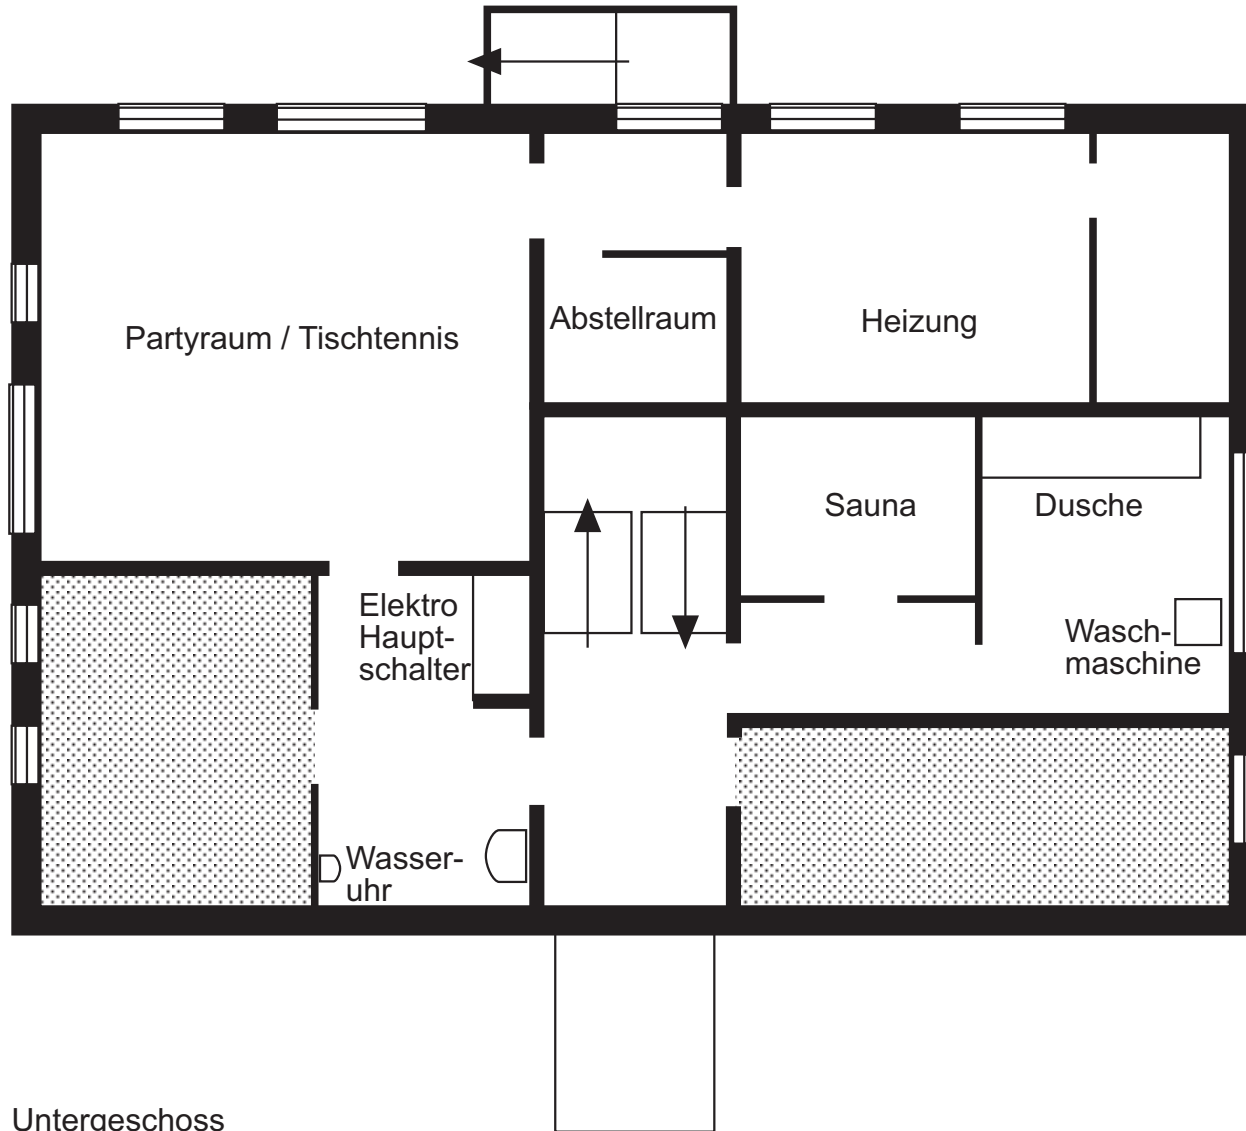 Partyraum / Tischtennis
Abstellraum
Heizung
Sauna
Dusche
Elektro
Haupt-
schalter
Wasch-
maschine
Wasser-
uhr
Untergeschoss